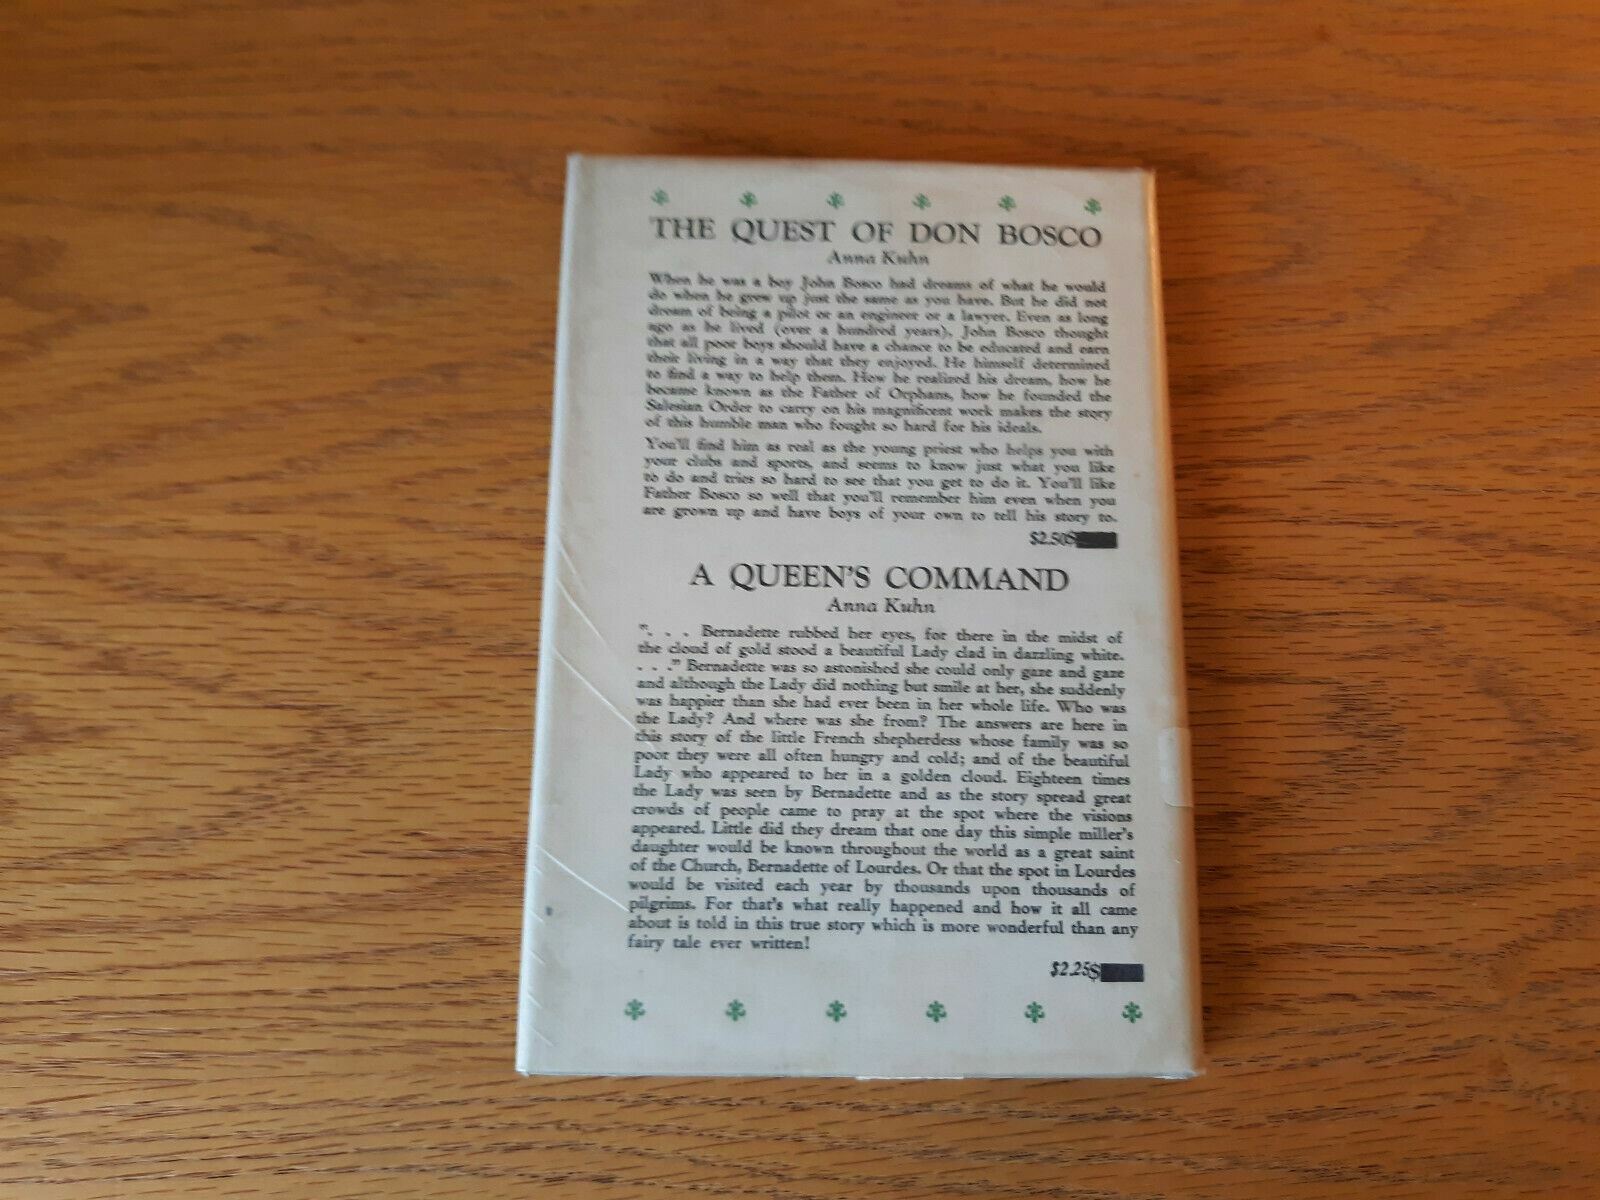 THE QUEST OF DON BOSCO
Anna Kuhn
When he was a boy John Bosco had dreams of what he would
do when he grew up just the same as you have. But he did not
dream of being a pilot or an engineer or a lawyer. Even as long
ago as he lived (over a hundred years), John Bosco thought
that all poor boys should have a chance to be educated and earn
their living in a way that they enjoyed. He himself determined
to find a way to help them. How he realized his dream, how he
became known as the Father of Orphans, how he founded the
Salesian Order to carry on his magnificent work makes the story
of this humble man who fought so hard for his ideals.
You'll find him as real as the young priest who helps you with
your clubs and sports, and seems to know just what you like
to do and tries so hard to see that you get to do it. You'll like
Father Bosco so well that you'll remember him even when you
are grown up and have boys of your own to tell his story to.
$2.50$
A QUEEN'S COMMAND
Anna Kuhn
". . . Bernadette rubbed her eyes, for there in the midst of
the cloud of gold stood a beautiful Lady clad in dazzling white.
. . ." Bernadette was so astonished she could only gaze and gaze
and although the Lady did nothing but smile at her, she suddenly
was happier than she had ever been in her whole life. Who was
the Lady? And where was she from? The answers are here in
this story of the little French shepherdess whose family was so
poor they were all often hungry and cold; and of the beautiful
Lady who appeared to her in a golden cloud. Eighteen times
the Lady was seen by Bernadette and as the story spread great
crowds of people came to pray at the spot where the visions
appeared. Little did they dream that one day this simple miller's
daughter would be known throughout the world as a great saint
of the Church, Bernadette of Lourdes. Or that the spot in Lourdes
would be visited each year by thousands upon thousands of
pilgrims. For that's what really happened and how it all came
about is told in this true story which is more wonderful than any
fairy tale ever written!
$2.25$